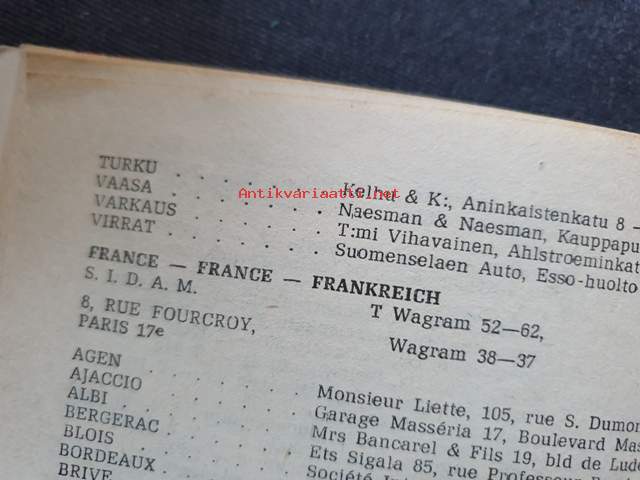 TURKU . . . . . . . Kelhu & K:, Aninkaistenkatu 8 –
VAASA . . . . . . . Naesman & Naesman, Kauppapu
VARKAUS . . . . . . T:mi Vihavainen, Ahlstroeminkat
VIRRAT . . . . . . . Suomenselaen Auto, Esso-huolto
Antikvariaatit.net
FRANCE — FRANCE — FRANKREICH
S. I. D. A. M.
T Wagram 52—62,
8, RUE FOURCROY,
Wagram 38—37
PARIS 17e
AGEN . . . . . . . Monsieur Liette, 105, rue S. Dumon
AJACCIO . . . . . . Garage Masséria 17, Boulevard Mas
ALBI . . . . . . . Mrs Bancarel & Fils 19, bld de Lude
BERGERAC . . . . . . Ets Sigala 85, rue Professeur
BLOIS . . . . . . . Société
BORDEAUX
BRIVE